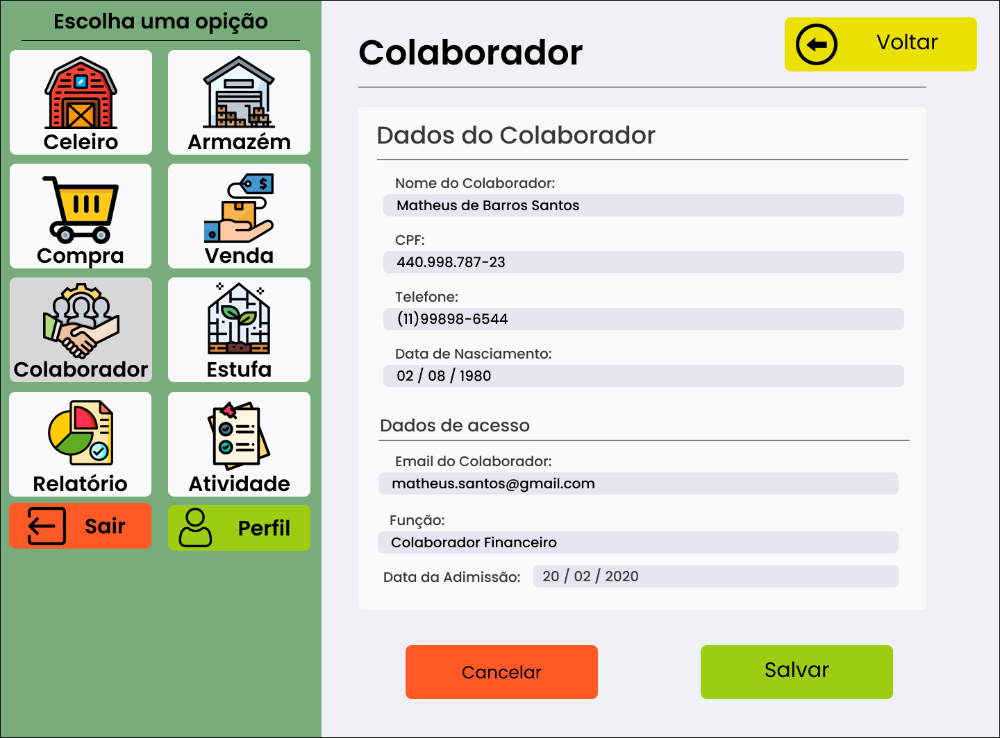 Escolha uma opição
Celeiro
Armazém
Compra
Venda
Colaborador
Estufa
Relatório
Atividade
Sair
Perfil
Colaborador
Voltar
Dados do Colaborador
Nome do Colaborador:
Matheus de Barros Santos
CPF:
440.998.787-23
Telefone:
(11)99898-6544
Data de Nasciamento:
02 / 08 / 1980
Dados de acesso
Email do Colaborador:
matheus.santos@gmail.com
Função:
Colaborador Financeiro
Data da Adimissão: 20 / 02 / 2020
Cancelar
Salvar